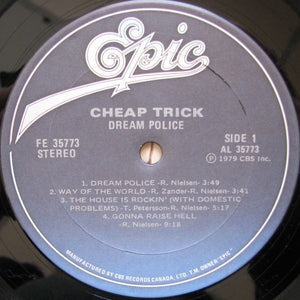 Epic
CHEAP TRICK
DREAM POLICE
FE 35773
STEREO
SIDE 1
AL 35773
Ⓟ 1979 CBS Inc.
1. DREAM POLICE -R. Nielsen- 3:49
2. WAY OF THE WORLD -R. Zander-R. Nielsen- 3:41
3. THE HOUSE IS ROCKIN' (WITH DOMESTIC
PROBLEMS) -T. Petersson-R. Nielsen- 5:17
4. GONNA RAISE HELL
-R. Nielsen- 9:18
MANUFACTURED BY CBS RECORDS CANADA, LTD. T.M. OWNER "EPIC"